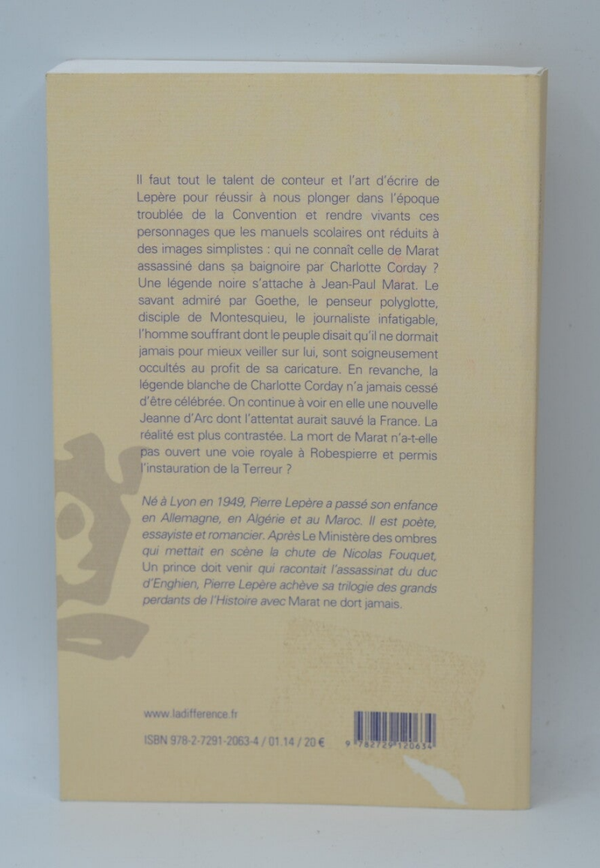 Il faut tout le talent de conteur et l'art d'écrire de
Lepère pour réussir à nous plonger dans l'époque
troublée de la Convention et rendre vivants ces
personnages que les manuels scolaires ont réduits à
des images simplistes : qui ne connaît celle de Marat
assassiné dans sa baignoire par Charlotte Corday ?
Une légende noire s'attache à Jean-Paul Marat. Le
savant admiré par Goethe, le penseur polyglotte,
disciple de Montesquieu, le journaliste infatigable,
l'homme souffrant dont le peuple disait qu'il ne dormait
jamais pour mieux veiller sur lui, sont soigneusement
occultés au profit de sa caricature. En revanche, la
légende blanche de Charlotte Corday n'a jamais cessé
d'être célébrée. On continue à voir en elle une nouvelle
Jeanne d'Arc dont l'attentat aurait sauvé la France. La
réalité est plus contrastée. La mort de Marat n'a-t-elle
pas ouvert une voie royale à Robespierre et permis
l'instauration de la Terreur ?
Né à Lyon en 1949, Pierre Lepère a passé son enfance
en Allemagne, en Algérie et au Maroc. Il est poète,
essayiste et romancier. Après Le Ministère des ombres
qui mettait en scène la chute de Nicolas Fouquet,
Un prince doit venir qui racontait l'assassinat du duc
d'Enghien, Pierre Lepère achève sa trilogie des grands
perdants de l'Histoire avec Marat ne dort jamais.
www.ladifference.fr
ISBN 978-2-7291-2063-4 / 01.14 / 20 €
9 782729 120634